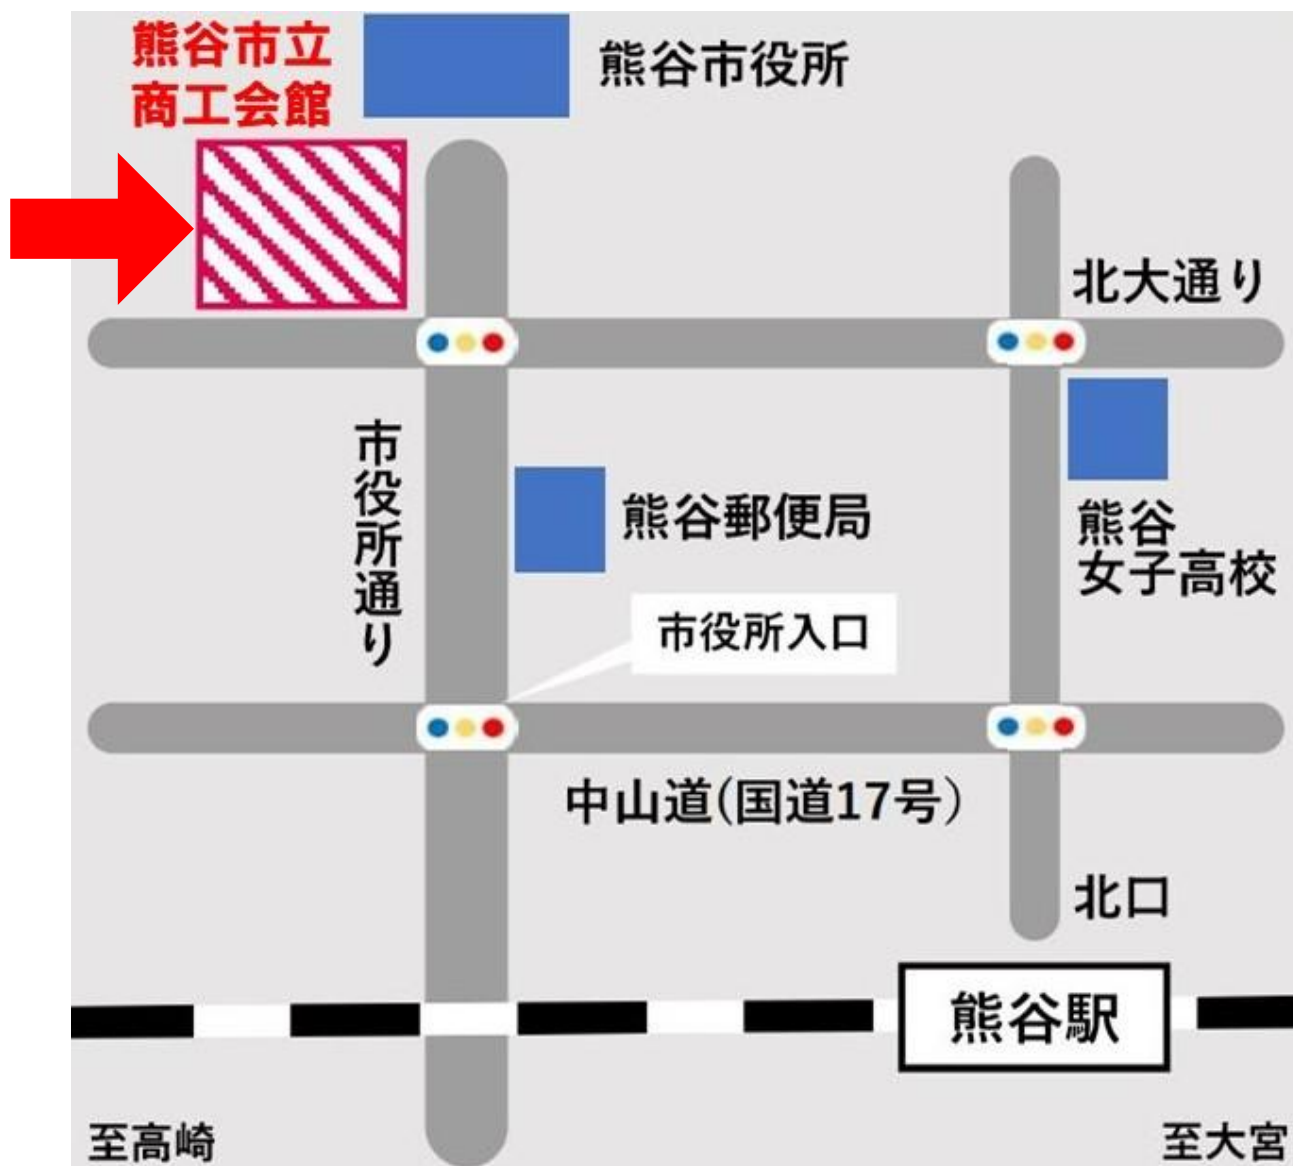 熊谷市立
商工会館
熊谷市役所
北大通り
市役所通り
熊谷郵便局
熊谷
女子高校
市役所入口
中山道(国道17号）
北口
熊谷駅
至高崎
至大宮